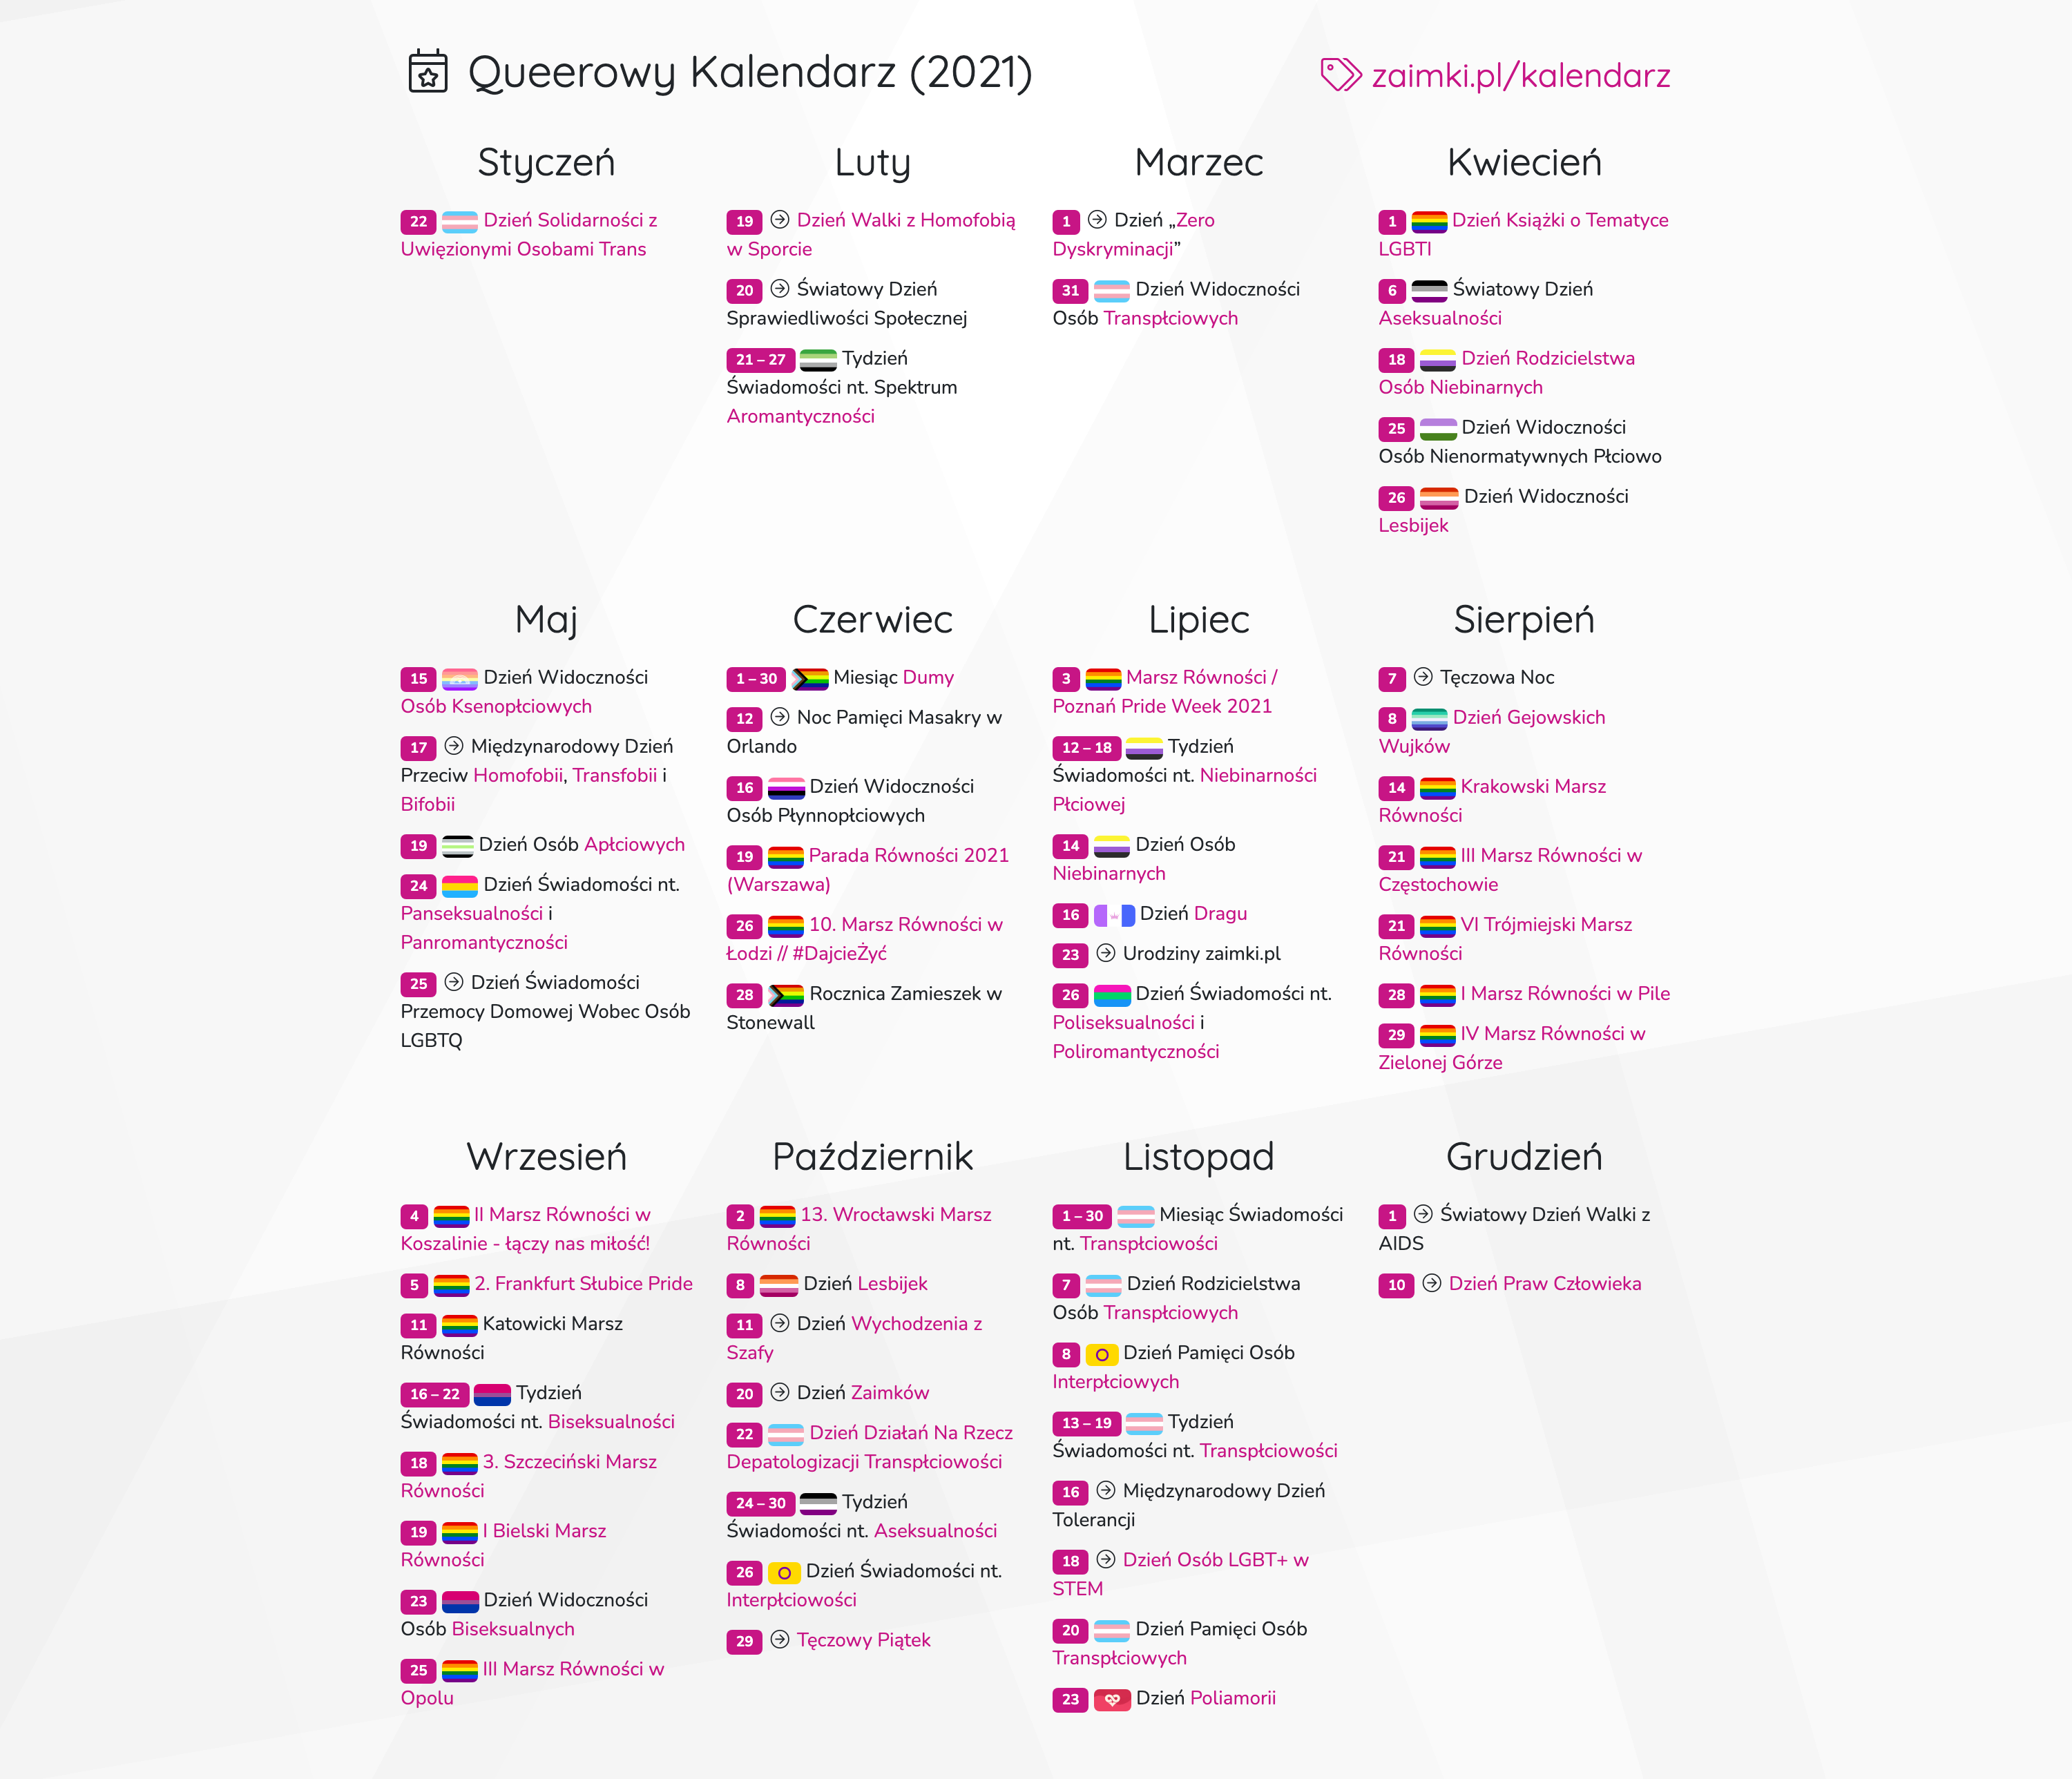 Queerowy Kalendarz (2021)
zaimki.pl/kalendarz
Styczeń
22 Dzień Solidarności z
Uwięzionymi Osobami Trans
Luty
19 Dzień Walki z Homofobią
w Sporcie
20 Światowy Dzień
Sprawiedliwości Społecznej
21 – 27 Tydzień
Świadomości nt. Spektrum
Aromantyczności
Marzec
1 Dzień „Zero
Dyskryminacji”
31 Dzień Widoczności
Osób Transpłciowych
Kwiecień
1 Dzień Książki o Tematyce
LGBTI
6 Światowy Dzień
Aseksualności
18 Dzień Rodzicielstwa
Osób Niebinarnych
25 Dzień Widoczności
Osób Nienormatywnych Płciowo
26 Dzień Widoczności
Lesbijek
Maj
15 Dzień Widoczności
Osób Ksenopłciowych
17 Międzynarodowy Dzień
Przeciw Homofobii, Transfobii i
Bifobii
19 Dzień Osób Apłciowych
24 Dzień Świadomości nt.
Panseksualności i
Panromantyczności
25 Dzień Świadomości
Przemocy Domowej Wobec Osób
LGBTQ
Czerwiec
1 – 30 Miesiąc Dumy
12 Noc Pamięci Masakry w
Orlando
16 Dzień Widoczności
Osób Płynnopłciowych
19 Parada Równości 2021
(Warszawa)
26 10. Marsz Równości w
Łodzi // #DajcieŻyć
28 Rocznica Zamieszek w
Stonewall
Lipiec
3 Marsz Równości /
Poznań Pride Week 2021
12 – 18 Tydzień
Świadomości nt. Niebinarności
Płciowej
14 Dzień Osób
Niebinarnych
16 Dzień Dragu
23 Urodziny zaimki.pl
26 Dzień Świadomości nt.
Poliseksualności i
Poliromantyczności
Sierpień
7 Tęczowa Noc
8 Dzień Gejowskich
Wujków
14 Krakowski Marsz
Równości
21 III Marsz Równości w
Częstochowie
21 VI Trójmiejski Marsz
Równości
28 I Marsz Równości w Pile
29 IV Marsz Równości w
Zielonej Górze
Wrzesień
4 II Marsz Równości w
Koszalinie - łączy nas miłość!
5 2. Frankfurt Słubice Pride
11 Katowicki Marsz
Równości
16 – 22 Tydzień
Świadomości nt. Biseksualności
18 3. Szczeciński Marsz
Równości
19 I Bielski Marsz
Równości
23 Dzień Widoczności
Osób Biseksualnych
25 III Marsz Równości w
Opolu
Październik
2 13. Wrocławski Marsz
Równości
8 Dzień Lesbijek
11 Dzień Wychodzenia z
Szafy
20 Dzień Zaimków
22 Dzień Działań Na Rzecz
Depatologizacji Transpłciowości
24 – 30 Tydzień
Świadomości nt. Aseksualności
26 Dzień Świadomości nt.
Interpłciowości
29 Tęczowy Piątek
Listopad
1 – 30 Miesiąc Świadomości
nt. Transpłciowości
7 Dzień Rodzicielstwa
Osób Transpłciowych
8 Dzień Pamięci Osób
Interpłciowych
13 – 19 Tydzień
Świadomości nt. Transpłciowości
16 Międzynarodowy Dzień
Tolerancji
18 Dzień Osób LGBT+ w
STEM
20 Dzień Pamięci Osób
Transpłciowych
23 Dzień Poliamorii
Grudzień
1 Światowy Dzień Walki z
AIDS
10 Dzień Praw Człowieka